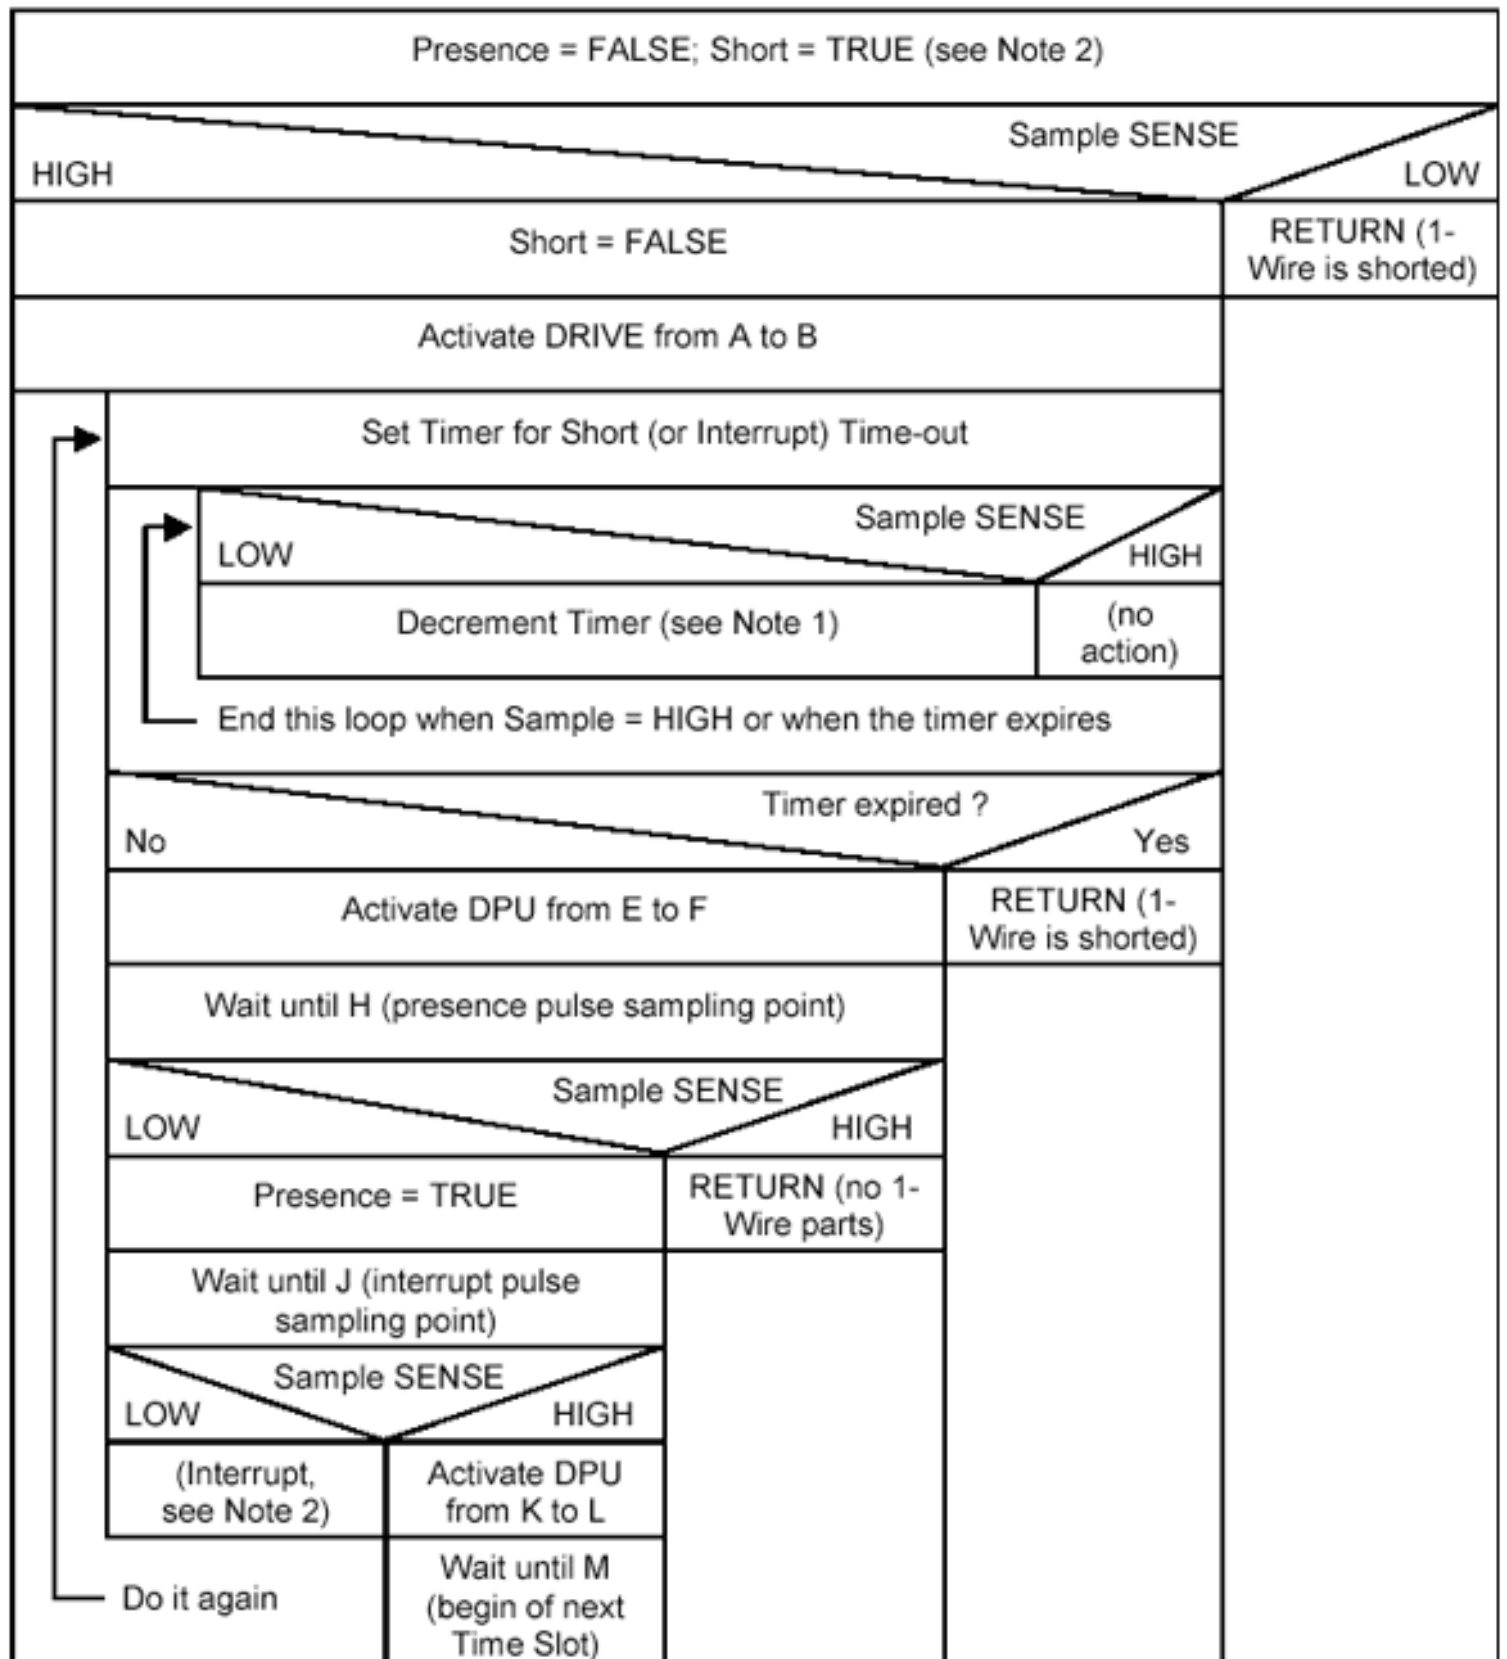 Presence = FALSE; Short = TRUE (see Note 2)
Sample SENSE
HIGH
LOW
Short = FALSE
RETURN (1-
Wire is shorted)
Activate DRIVE from A to B
Set Timer for Short (or Interrupt) Time-out
Sample SENSE
LOW
HIGH
Decrement Timer (see Note 1)
(no
action)
End this loop when Sample = HIGH or when the timer expires
Timer expired ?
No
Yes
Activate DPU from E to F
RETURN (1-
Wire is shorted)
Wait until H (presence pulse sampling point)
Sample SENSE
LOW
HIGH
Presence = TRUE
RETURN (no 1-
Wire parts)
Wait until J (interrupt pulse
sampling point)
Sample SENSE
LOW
HIGH
(Interrupt,
see Note 2)
Activate DPU
from K to L
Do it again
Wait until M
(begin of next
Time Slot)